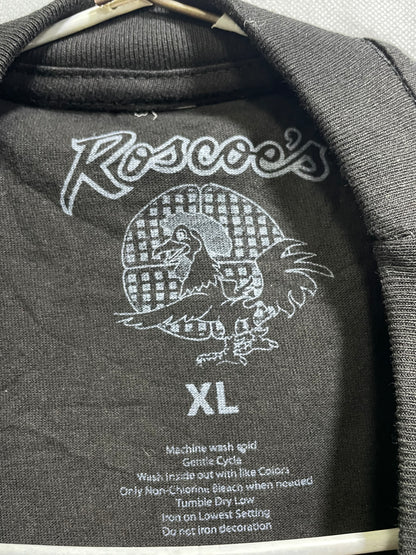 Roscoe's
XL
Machine wash cold
Gentle Cycle
Wash inside out with like Colors
Only Non-Chlorine Bleach when needed
Tumble Dry Low
Iron on Lowest Setting
Do not iron decoration